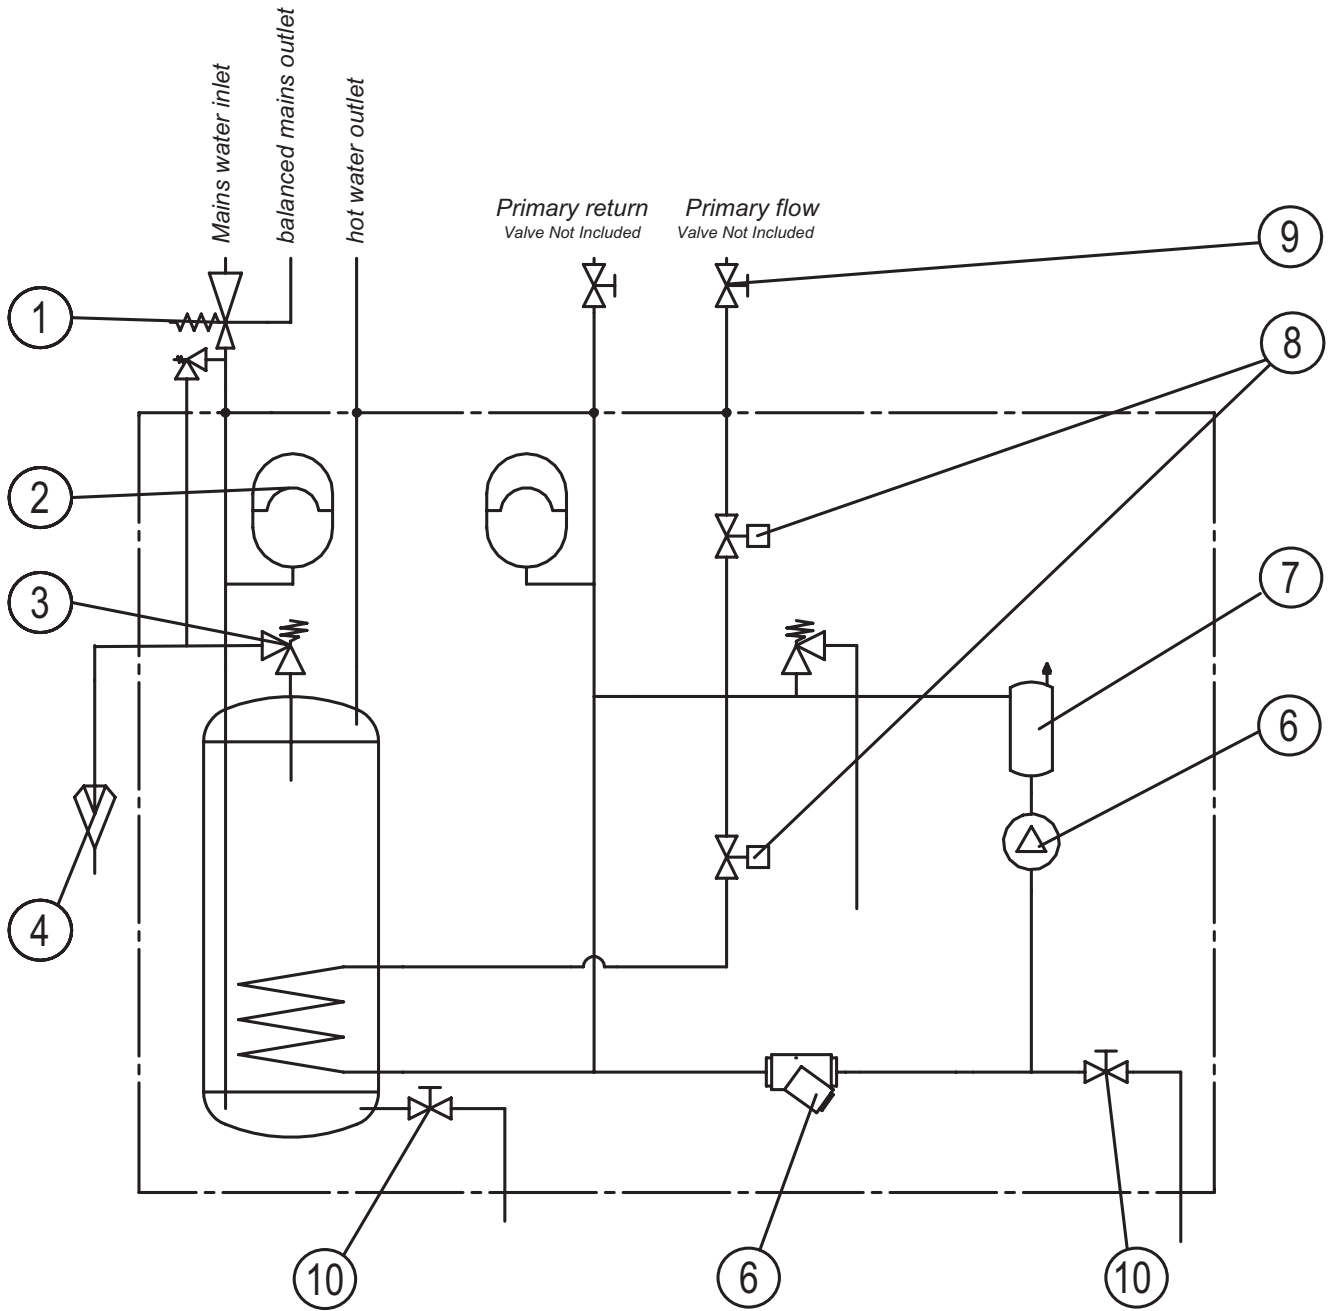 Mains water inlet
balanced mains outlet
hot water outlet
Primary return
Valve Not Included
Primary flow
Valve Not Included
9
1
8
2
7
3
6
4
10
6
10